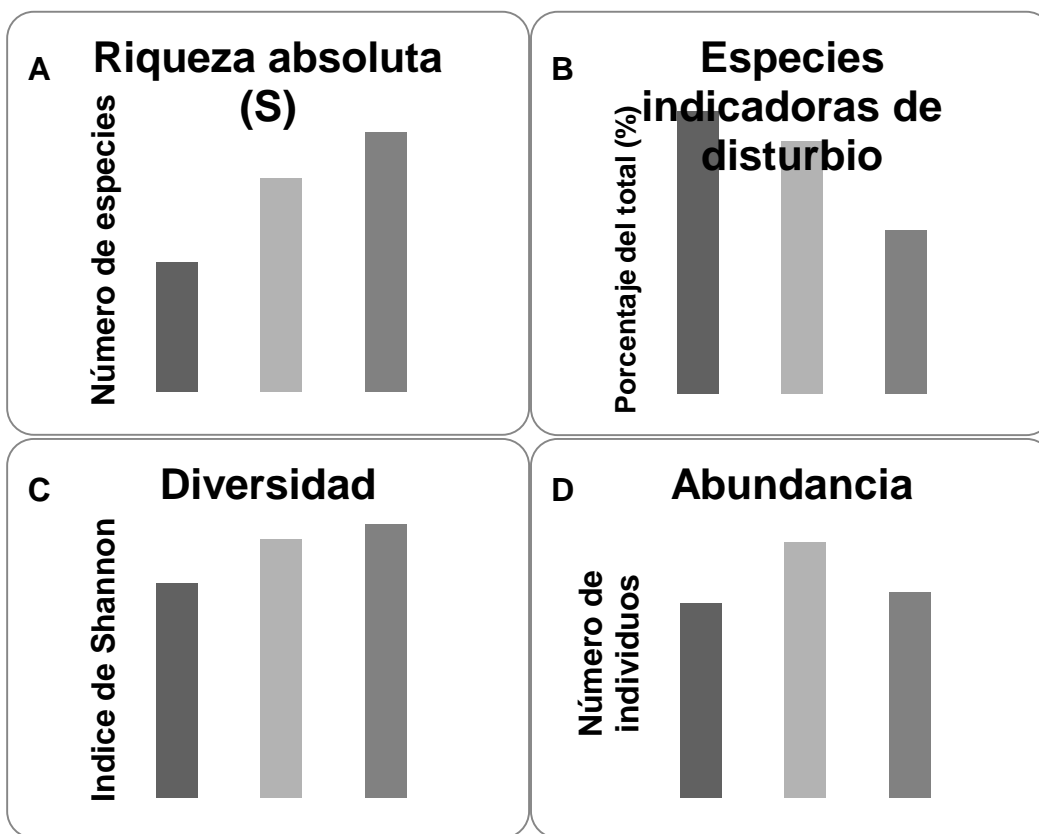 A
Riqueza absoluta
(S)
Número de especies
B
Especies
indicadoras de
disturbio
Porcentaje del total (%)
C
Diversidad
Indice de Shannon
D
Abundancia
Número de
individuos